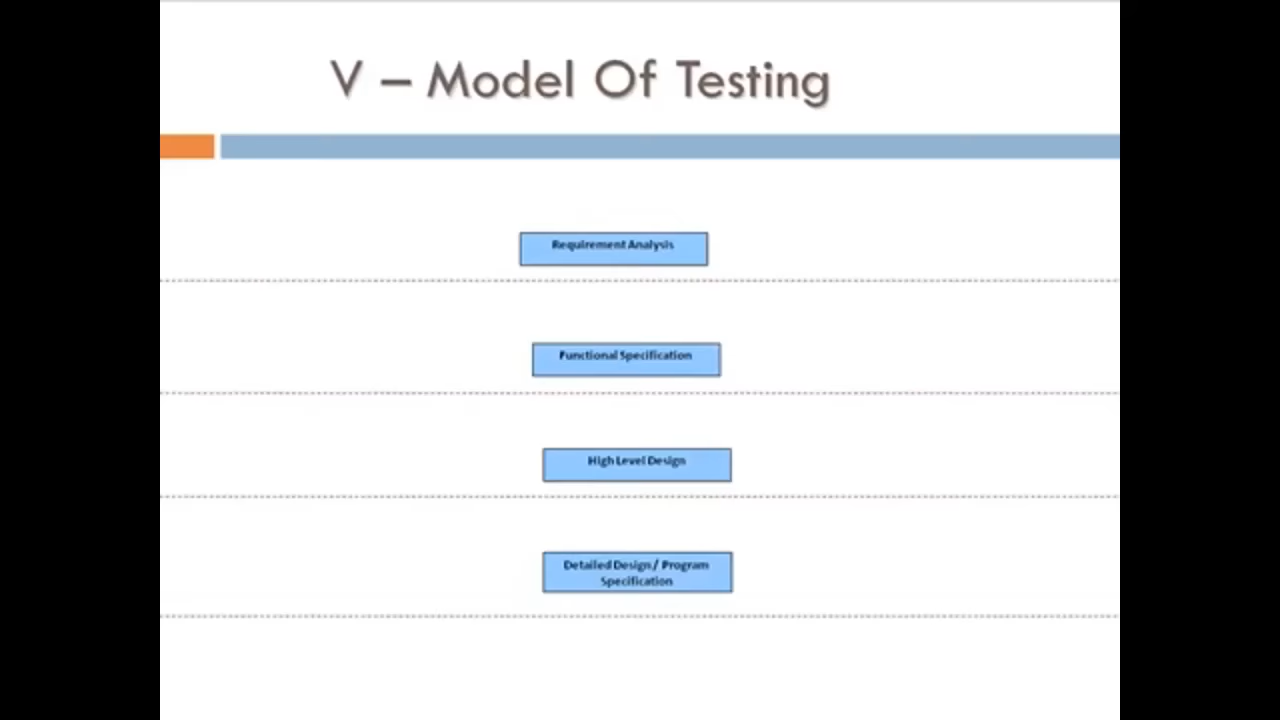 V – Model Of Testing
Requirement Analysis
Functional Specification
High Level Design
Detailed Design / Program
Specification